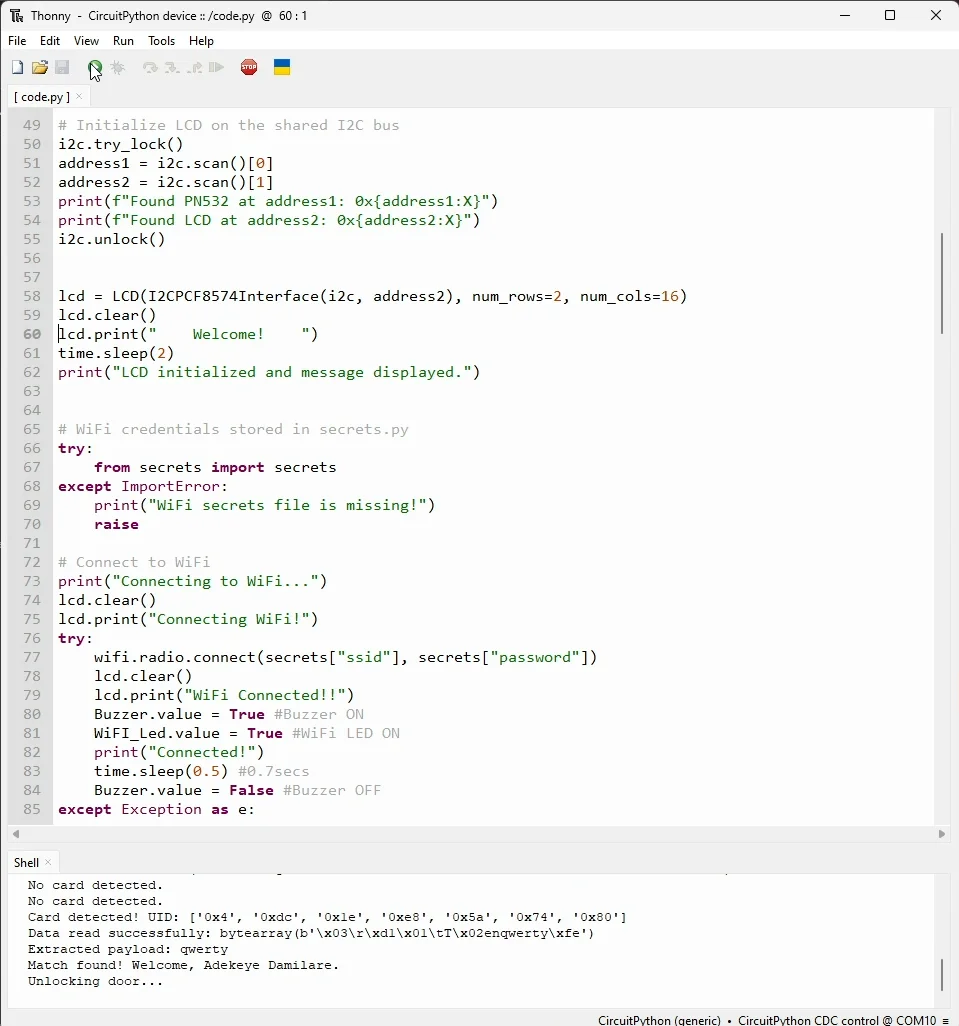 Thonny - CircuitPython device :: /code.py @ 60 : 1
File Edit View Run Tools Help
STOP
[ code.py ] ×
49 # Initialize LCD on the shared I2C bus
50 i2c.try_lock()
51 address1 = i2c.scan()[0]
52 address2 = i2c.scan()[1]
53 print(f"Found PN532 at address1: 0x{address1:X}")
54 print(f"Found LCD at address2: 0x{address2:X}")
55 i2c.unlock()
56
57
58 lcd = LCD(I2CPCF8574Interface(i2c, address2), num_rows=2, num_cols=16)
59 lcd.clear()
60 lcd.print("    Welcome!    ")
61 time.sleep(2)
62 print("LCD initialized and message displayed.")
63
64
65 # WiFi credentials stored in secrets.py
66 try:
67     from secrets import secrets
68 except ImportError:
69     print("WiFi secrets file is missing!")
70     raise
71
72 # Connect to WiFi
73 print("Connecting to WiFi...")
74 lcd.clear()
75 lcd.print("Connecting WiFi!")
76 try:
77     wifi.radio.connect(secrets["ssid"], secrets["password"])
78     lcd.clear()
79     lcd.print("WiFi Connected!!")
80     Buzzer.value = True #Buzzer ON
81     WiFI_Led.value = True #WiFi LED ON
82     print("Connected!")
83     time.sleep(0.5) #0.7secs
84     Buzzer.value = False #Buzzer OFF
85 except Exception as e:
Shell ×
No card detected.
No card detected.
Card detected! UID: ['0x4', '0xdc', '0x1e', '0xe8', '0x5a', '0x74', '0x80']
Data read successfully: bytearray(b'\x03\r\xd1\x01\tT\x02enqwerty\xfe')
Extracted payload: qwerty
Match found! Welcome, Adekeye Damilare.
Unlocking door...
CircuitPython (generic) • CircuitPython CDC control @ COM10 ≡